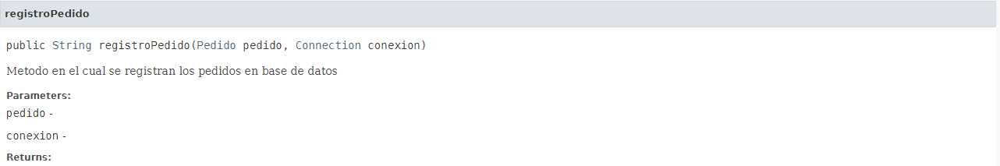 registroPedido
public String registroPedido(Pedido pedido, Connection conexion)
Metodo en el cual se registran los pedidos en base de datos
Parameters:
pedido -
conexion -
Returns: